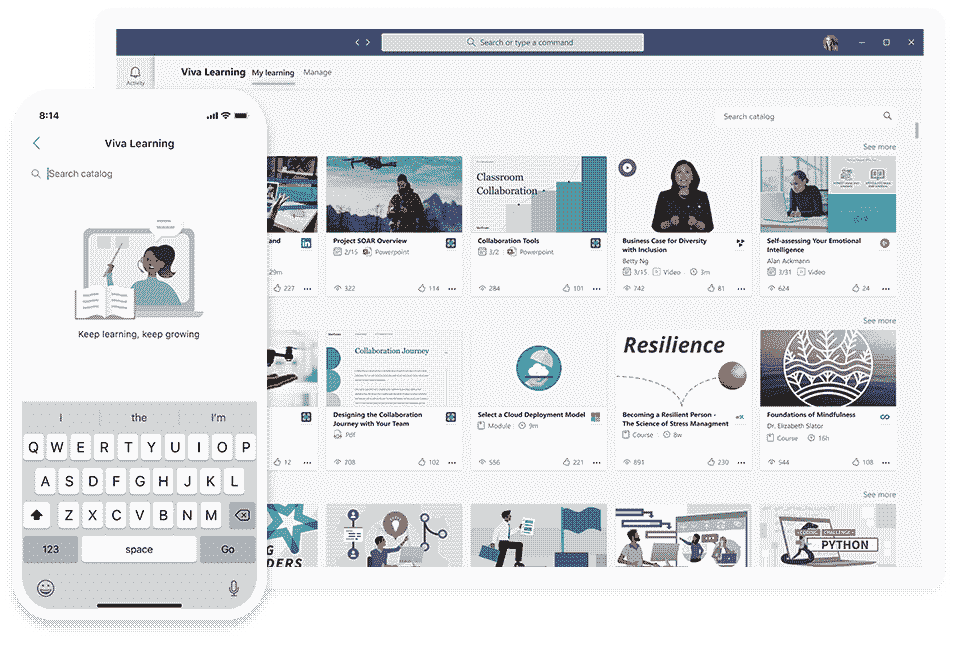 Search or type a command
Activity
Viva Learning
My learning
Manage
Search catalog
See more
and
29m
227
Project SOAR Overview
2/15
Powerpoint
322
114
Classroom
Collaboration
Collaboration Tools
3/2
Powerpoint
284
101
Business Case for Diversity
with Inclusion
Betty Ng
3/15
Video
3m
742
81
Self-assessing Your Emotional
Intelligence
Alan Ackmann
3/31
Video
624
24
See more
12
Collaboration Journey
Designing the Collaboration
Journey with Your Team
Pdf
708
102
Select a Cloud Deployment Model
Module
9m
556
221
Resilience
Becoming a Resilient Person -
The Science of Stress Managment
Course
8w
891
230
Foundations of Mindfulness
Dr. Elizabeth Slator
Course
16h
544
108
See more
CODING CHALLENGE
PYTHON
8:14
Viva Learning
Search catalog
Keep learning, keep growing
I
the
I'm
Q W E R T Y U I O P
A S D F G H J K L
Z X C V B N M
123
space
Go